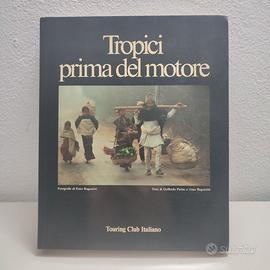 Tropici
prima del motore
Fotografie di Enzo Ragazzini
Testi di Goffredo Parise e Enzo Ragazzini
Touring Club Italiano
Subito